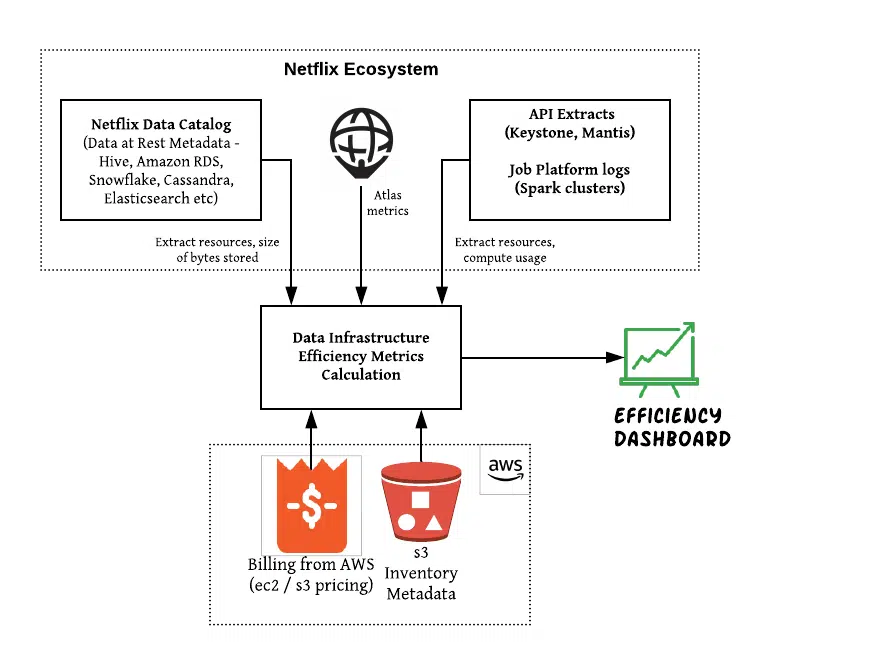 Netflix Ecosystem
Netflix Data Catalog
(Data at Rest Metadata -
Hive, Amazon RDS,
Snowflake, Cassandra,
Elasticsearch etc)
API Extracts
(Keystone, Mantis)
Job Platform logs
(Spark clusters)
Atlas
metrics
Extract resources, size
of bytes stored
Extract resources,
compute usage
Data Infrastructure
Efficiency Metrics
Calculation
EFFICIENCY
DASHBOARD
aws
-$-
Billing from AWS
(ec2 / s3 pricing)
s3
Inventory
Metadata